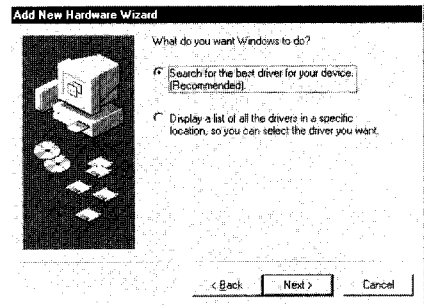 Add New Hardware Wizard
What do you want Windows to do?
Search for the best driver for your device.
(Recommended).
Display a list of all the drivers in a specific
location, so you can select the driver you want.
< Back
Next >
Cancel